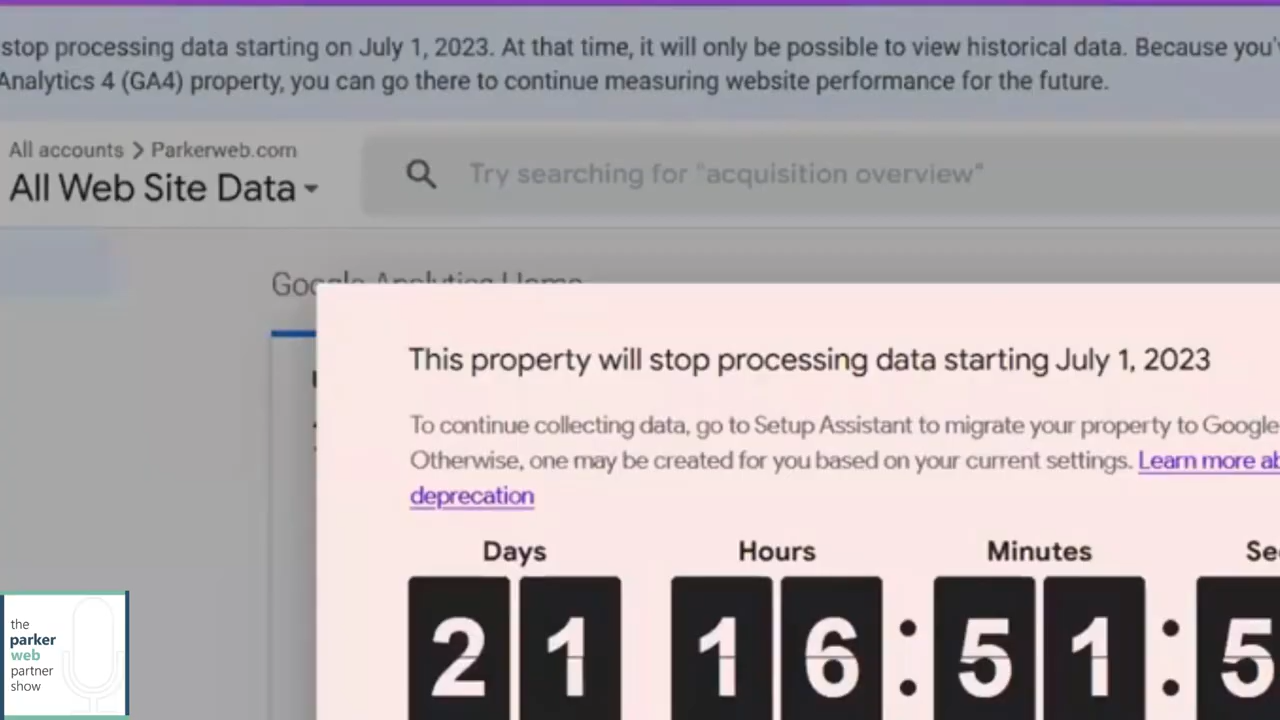 stop processing data starting on July 1, 2023. At that time, it will only be possible to view historical data. Because you'
Analytics 4 (GA4) property, you can go there to continue measuring website performance for the future.
All accounts > Parkerweb.com
All Web Site Data
Try searching for "acquisition overview"
Google Analytics Home
This property will stop processing data starting July 1, 2023
To continue collecting data, go to Setup Assistant to migrate your property to Google
Otherwise, one may be created for you based on your current settings. Learn more ab
deprecation
Days Hours Minutes Se
21 16 : 51 : 5
the
parker
web
partner
show